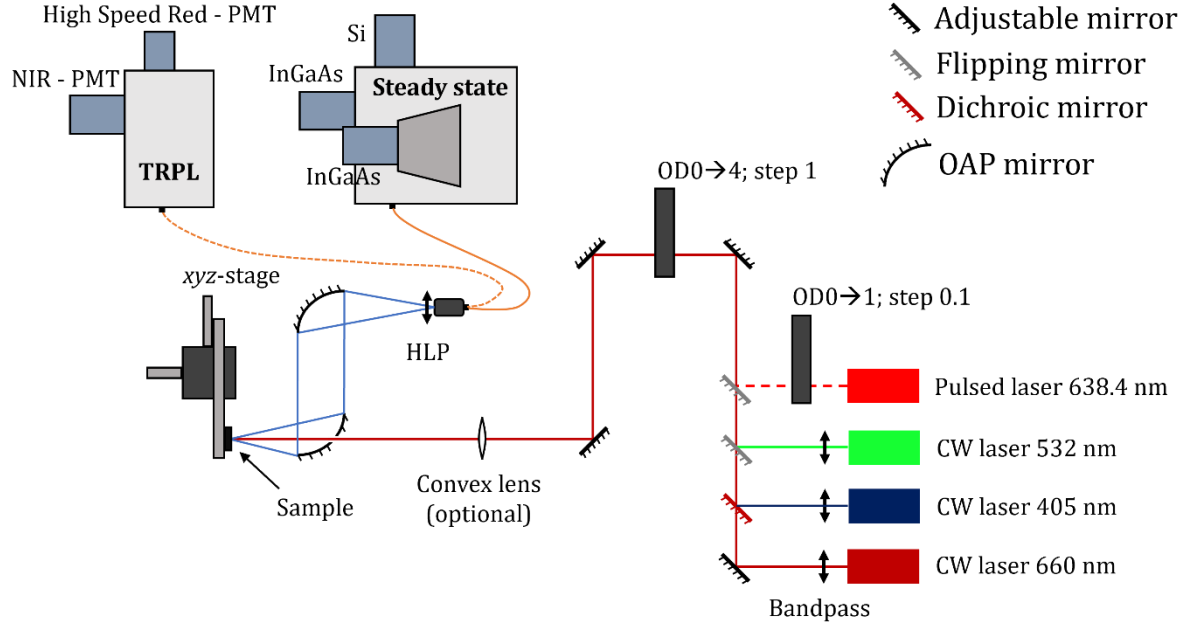 High Speed Red - PMT
NIR - PMT
TRPL
Si
InGaAs
Steady state
InGaAs
Adjustable mirror
Flipping mirror
Dichroic mirror
OAP mirror
OD0→4; step 1
OD0→1; step 0.1
xyz-stage
HLP
Sample
Convex lens
(optional)
Pulsed laser 638.4 nm
CW laser 532 nm
CW laser 405 nm
CW laser 660 nm
Bandpass